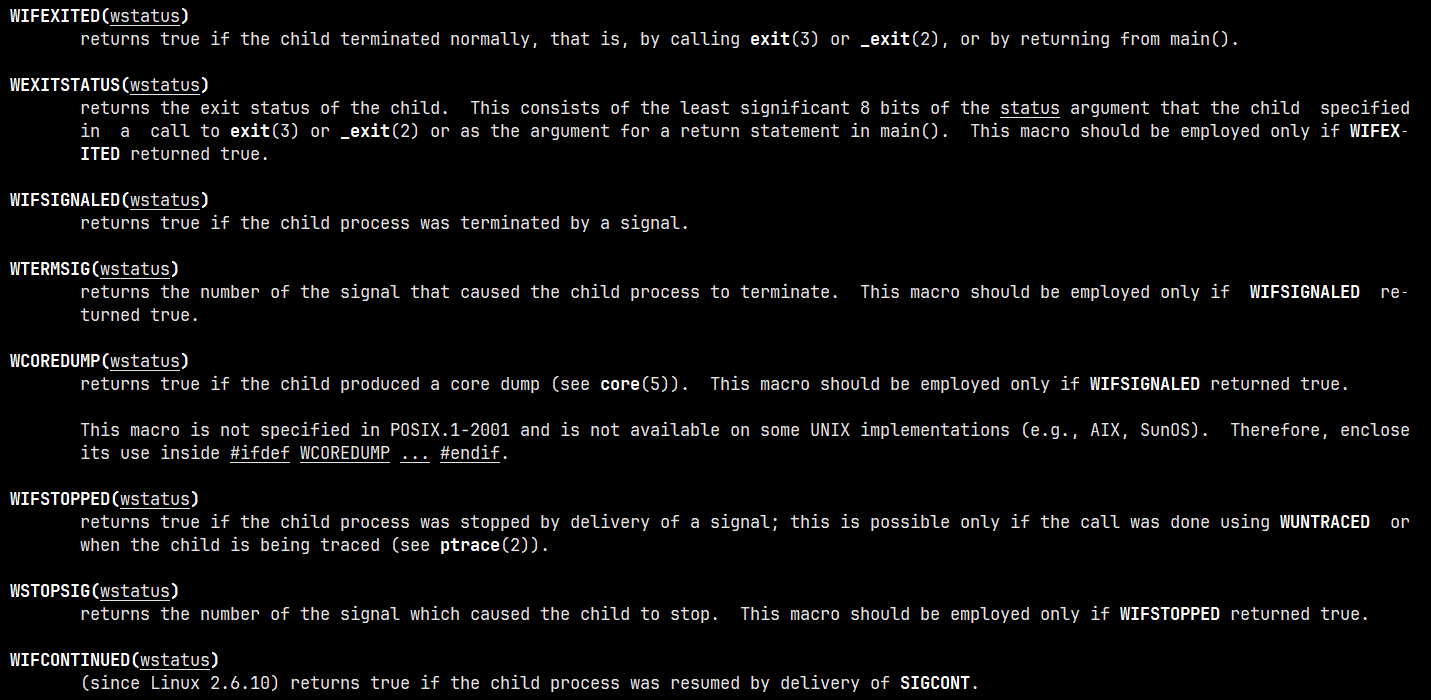 WIFEXITED(wstatus)
returns true if the child terminated normally, that is, by calling exit(3) or _exit(2), or by returning from main().
WEXITSTATUS(wstatus)
returns the exit status of the child.  This consists of the least significant 8 bits of the status argument that the child  specified
in  a  call to exit(3) or _exit(2) or as the argument for a return statement in main().  This macro should be employed only if WIFEX-
ITED returned true.
WIFSIGNALED(wstatus)
returns true if the child process was terminated by a signal.
WTERMSIG(wstatus)
returns the number of the signal that caused the child process to terminate.  This macro should be employed only if  WIFSIGNALED  re-
turned true.
WCOREDUMP(wstatus)
returns true if the child produced a core dump (see core(5)).  This macro should be employed only if WIFSIGNALED returned true.
This macro is not specified in POSIX.1-2001 and is not available on some UNIX implementations (e.g., AIX, SunOS).  Therefore, enclose
its use inside #ifdef WCOREDUMP ... #endif.
WIFSTOPPED(wstatus)
returns true if the child process was stopped by delivery of a signal; this is possible only if the call was done using WUNTRACED  or
when the child is being traced (see ptrace(2)).
WSTOPSIG(wstatus)
returns the number of the signal which caused the child to stop.  This macro should be employed only if WIFSTOPPED returned true.
WIFCONTINUED(wstatus)
(since Linux 2.6.10) returns true if the child process was resumed by delivery of SIGCONT.